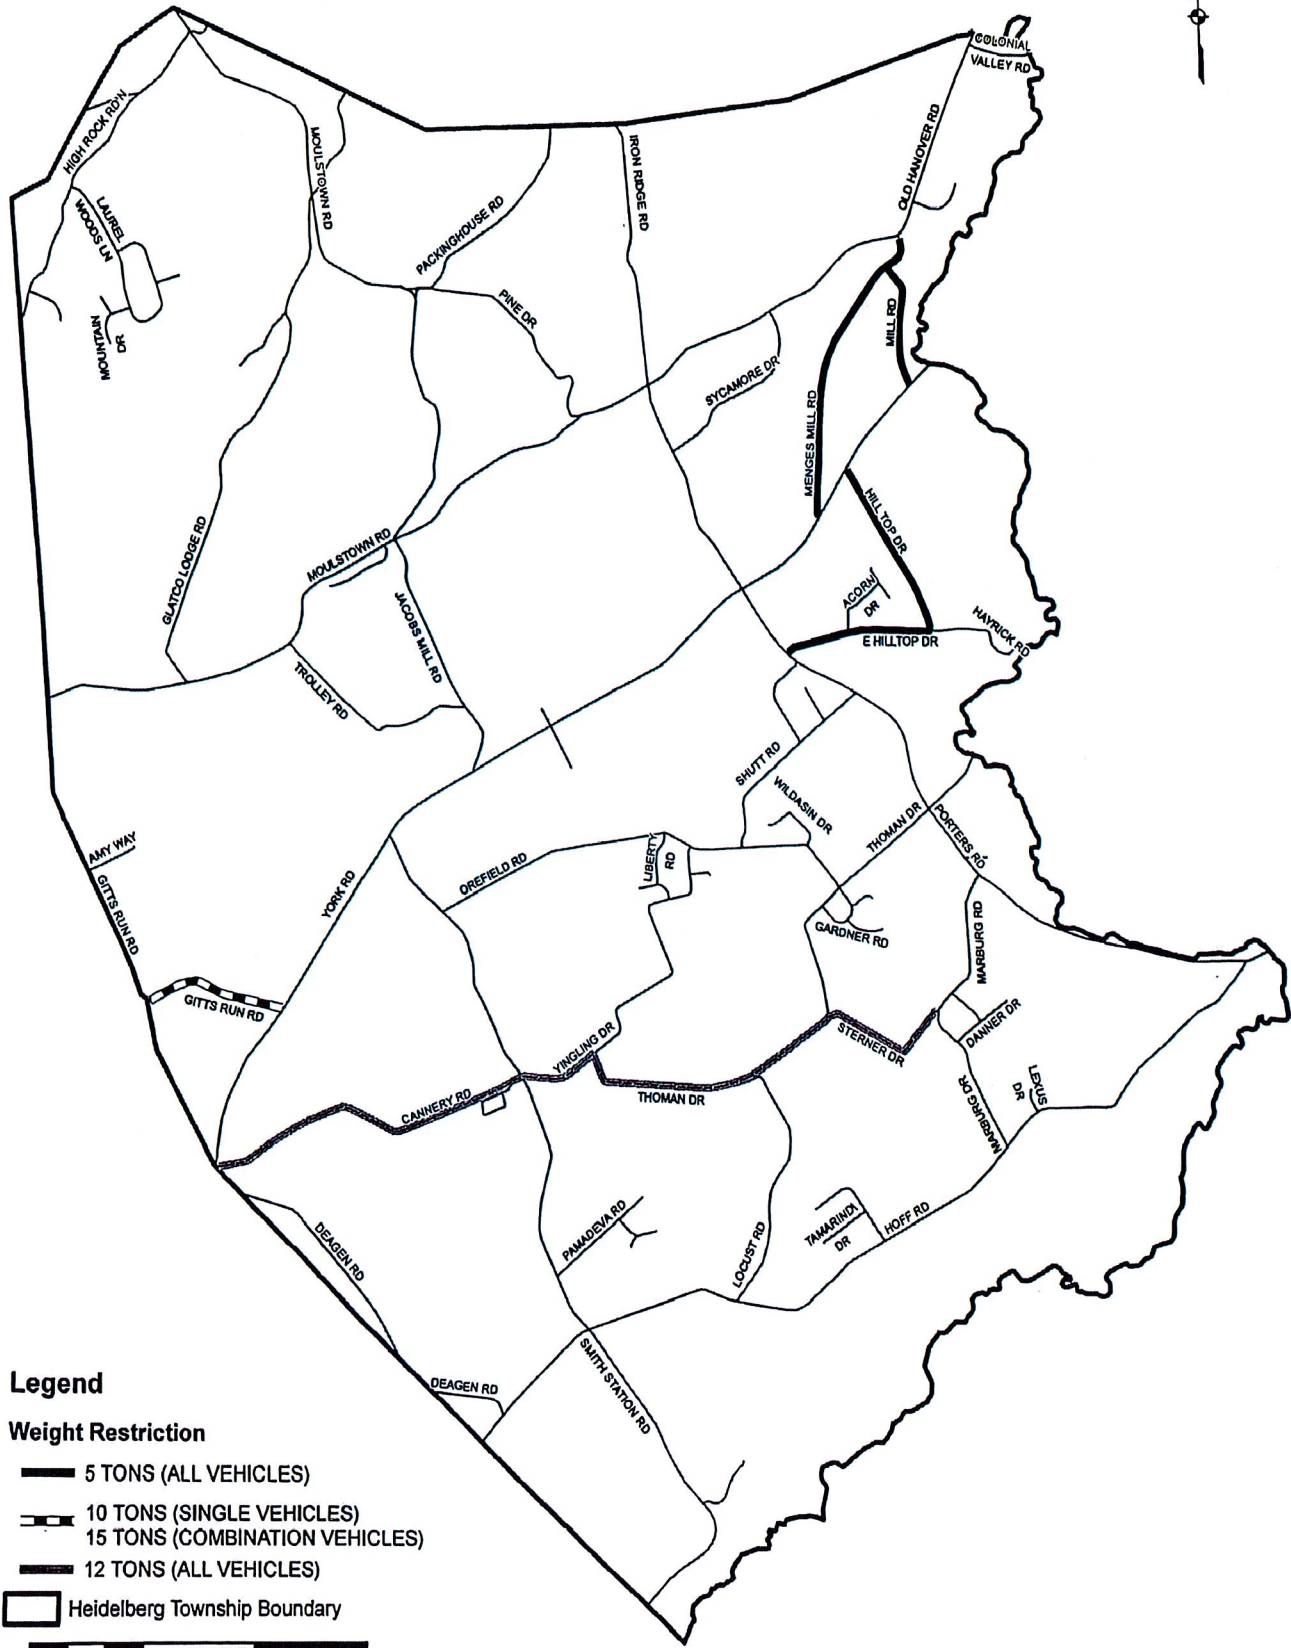 COLONIAL
VALLEY RD
OLD HANOVER RD
HIGH ROCK RD N
MOULSTOWN RD
IRON RIDGE RD
LAUREL
WOODS LN
PACKINGHOUSE RD
PINE DR
MOUNTAIN
DR
MILL RD
SYCAMORE DR
MENGES MILL RD
HILL TOP DR
GLATCO LODGE RD
MOULSTOWN RD
JACOBS MILL RD
ACORN
DR
HAYRICK RD
E HILLTOP DR
TROLLEY RD
SHUTT RD
WILDASIN DR
THOMAN DR
PORTERS RD
AMY WAY
GITTS RUN RD
YORK RD
OREFIELD RD
LIBERTY
RD
GARDNER RD
MARBURG RD
GITTS RUN RD
YINGLING DR
STERNER DR
DANNER DR
CANNERY RD
THOMAN DR
MARBURG DR
LEXUS
DR
DEAGEN RD
PAMADEVA RD
LOCUST RD
TAMARINDI
DR
HOFF RD
SMITH STATION RD
DEAGEN RD
Legend
Weight Restriction
5 TONS (ALL VEHICLES)
10 TONS (SINGLE VEHICLES)
15 TONS (COMBINATION VEHICLES)
12 TONS (ALL VEHICLES)
Heidelberg Township Boundary